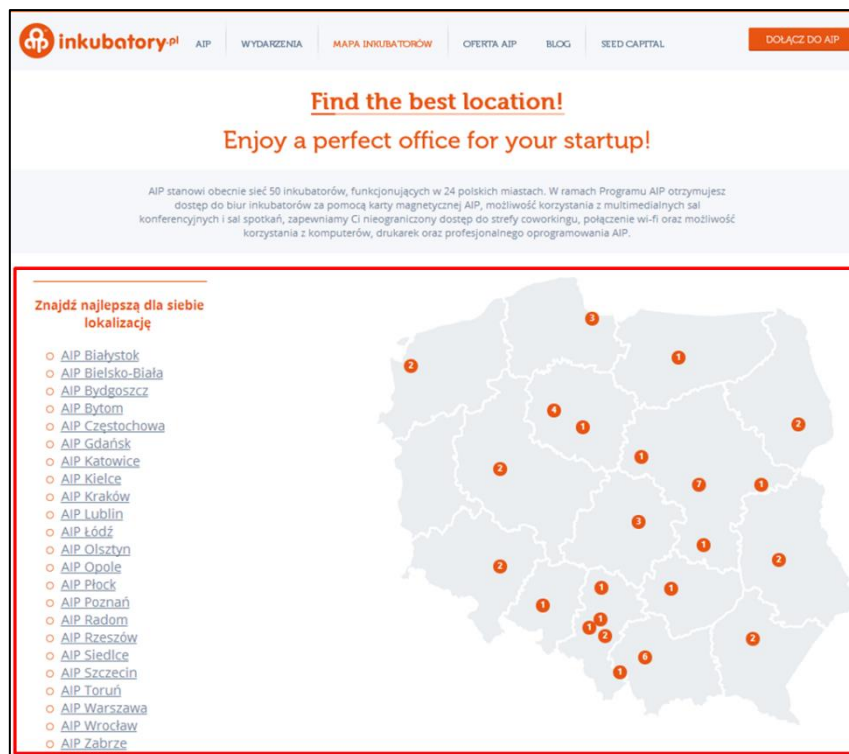 aip inkubatory.pl AIP WYDARZENIA MAPA INKUBATORÓW OFERTA AIP BLOG SEED CAPITAL DOŁĄCZ DO AIP
Find the best location!
Enjoy a perfect office for your startup!
AIP stanowi obecnie sieć 50 inkubatorów, funkcjonujących w 24 polskich miastach. W ramach Programu AIP otrzymujesz
dostęp do biur inkubatorów za pomocą karty magnetycznej AIP, możliwość korzystania z multimedialnych sal
konferencyjnych i sal spotkań, zapewniamy Ci nieograniczony dostęp do strefy coworkingu, połączenie wi-fi oraz możliwość
korzystania z komputerów, drukarek oraz profesjonalnego oprogramowania AIP.
Znajdź najlepszą dla siebie
lokalizację
AIP Białystok
AIP Bielsko-Biała
AIP Bydgoszcz
AIP Bytom
AIP Częstochowa
AIP Gdańsk
AIP Katowice
AIP Kielce
AIP Kraków
AIP Lublin
AIP Łódź
AIP Olsztyn
AIP Opole
AIP Płock
AIP Poznań
AIP Radom
AIP Rzeszów
AIP Siedlce
AIP Szczecin
AIP Toruń
AIP Warszawa
AIP Wrocław
AIP Zabrze
3
1
2
4
1
2
1
2
7
1
3
1
2
2
1
1
1
1
1
2
2
6
1